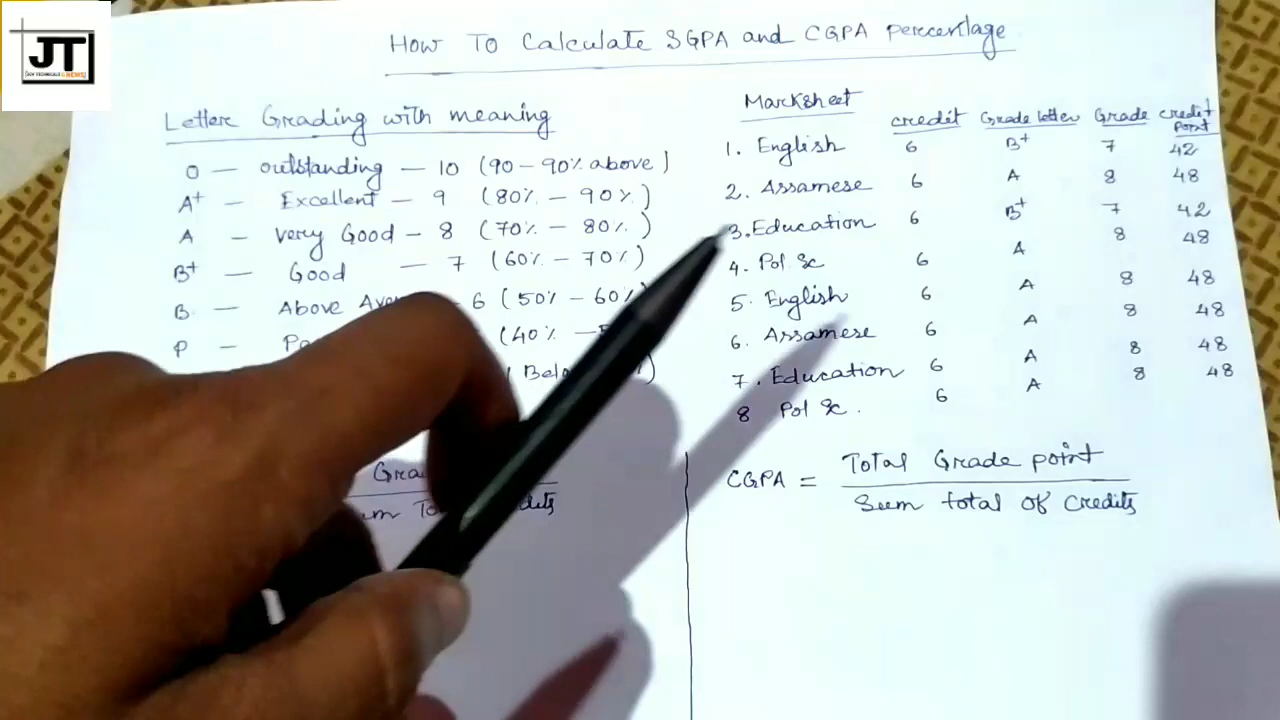 JT
How To Calculate SGPA and CGPA percentage
Letter Grading with meaning
O — outstanding — 10 (90 – 90% above)
A+ — Excellent — 9 (80% – 90%)
A — very Good — 8 (70% – 80%)
B+ — Good — 7 (60% – 70%)
B — Above — 6 (50% – 60%)
P — (40% –
Marksheet credit Grade letter Grade credit point
1. English 6 B+ 7 42
2. Assamese 6 A 8 48
3. Education 6 B+ 7 42
4. Pol. Sc 6 A 8 48
5. English 6 A 8 48
6. Assamese 6 A 8 48
7. Education 6 A 8 48
8 Pol Sc. 6 A 8 48
CGPA = Total Grade point
Sum total of Credits